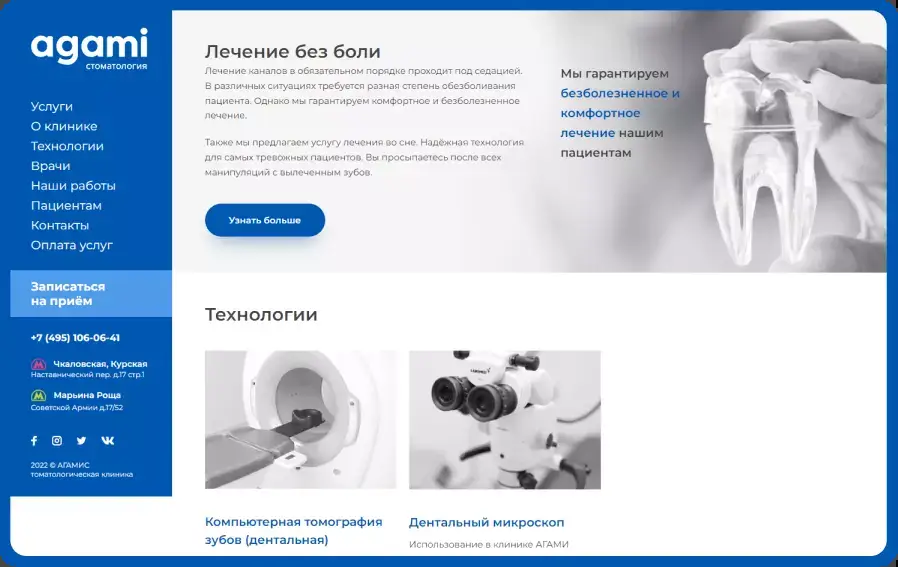 agami
стоматология
Услуги
О клинике
Технологии
Врачи
Наши работы
Пациентам
Контакты
Оплата услуг
Записаться
на приём
+7 (495) 106-06-41
Чкаловская, Курская
Наставнический пер. д.17 стр.1
Марьина Роща
Советской Армии д.17/52
2022 © АГАМИС
томатологическая клиника
Лечение без боли
Лечение каналов в обязательном порядке проходит под седацией.
В различных ситуациях требуется разная степень обезболивания
пациента. Однако мы гарантируем комфортное и безболезненное
лечение.
Также мы предлагаем услугу лечения во сне. Надёжная технология
для самых тревожных пациентов. Вы просыпаетесь после всех
манипуляций с вылеченным зубов.
Узнать больше
Мы гарантируем
безболезненное и
комфортное
лечение нашим
пациентам
Технологии
Компьютерная томография
зубов (дентальная)
Дентальный микроскоп
Использование в клинике АГАМИ